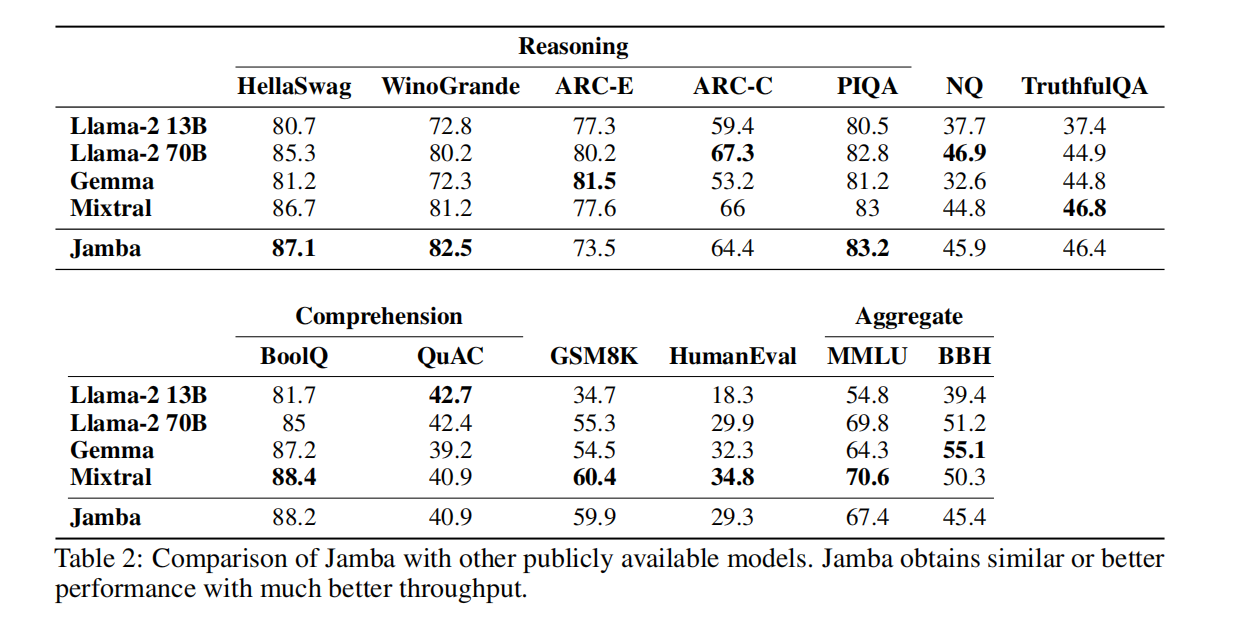 Reasoning
HellaSwag WinoGrande ARC-E ARC-C PIQA NQ TruthfulQA
Llama-2 13B 80.7 72.8 77.3 59.4 80.5 37.7 37.4
Llama-2 70B 85.3 80.2 80.2 67.3 82.8 46.9 44.9
Gemma 81.2 72.3 81.5 53.2 81.2 32.6 44.8
Mixtral 86.7 81.2 77.6 66 83 44.8 46.8
Jamba 87.1 82.5 73.5 64.4 83.2 45.9 46.4
Comprehension Aggregate
BoolQ QuAC GSM8K HumanEval MMLU BBH
Llama-2 13B 81.7 42.7 34.7 18.3 54.8 39.4
Llama-2 70B 85 42.4 55.3 29.9 69.8 51.2
Gemma 87.2 39.2 54.5 32.3 64.3 55.1
Mixtral 88.4 40.9 60.4 34.8 70.6 50.3
Jamba 88.2 40.9 59.9 29.3 67.4 45.4
Table 2: Comparison of Jamba with other publicly available models. Jamba obtains similar or better
performance with much better throughput.